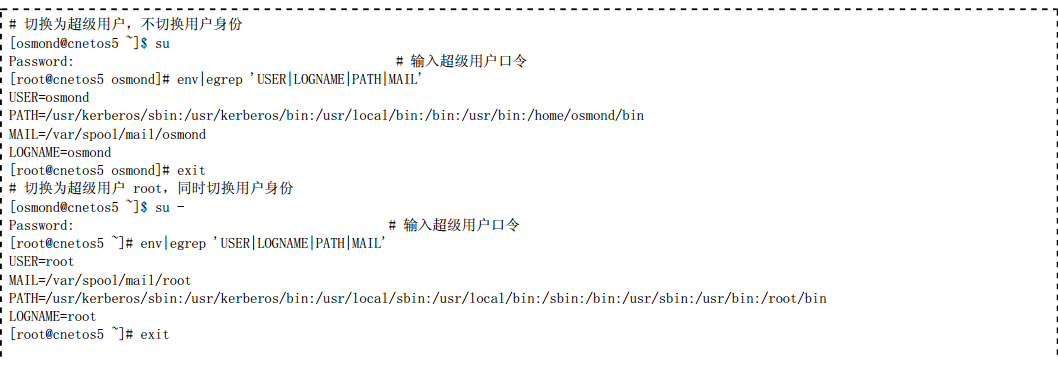 # 切换为超级用户，不切换用户身份
[osmond@cnetos5 ~]$ su
Password: # 输入超级用户口令
[root@cnetos5 osmond]# env|egrep 'USER|LOGNAME|PATH|MAIL'
USER=osmond
PATH=/usr/kerberos/sbin:/usr/kerberos/bin:/usr/local/bin:/bin:/usr/bin:/home/osmond/bin
MAIL=/var/spool/mail/osmond
LOGNAME=osmond
[root@cnetos5 osmond]# exit
# 切换为超级用户 root，同时切换用户身份
[osmond@cnetos5 ~]$ su -
Password: # 输入超级用户口令
[root@cnetos5 ~]# env|egrep 'USER|LOGNAME|PATH|MAIL'
USER=root
MAIL=/var/spool/mail/root
PATH=/usr/kerberos/sbin:/usr/kerberos/bin:/usr/local/sbin:/usr/local/bin:/sbin:/bin:/usr/sbin:/usr/bin:/root/bin
LOGNAME=root
[root@cnetos5 ~]# exit